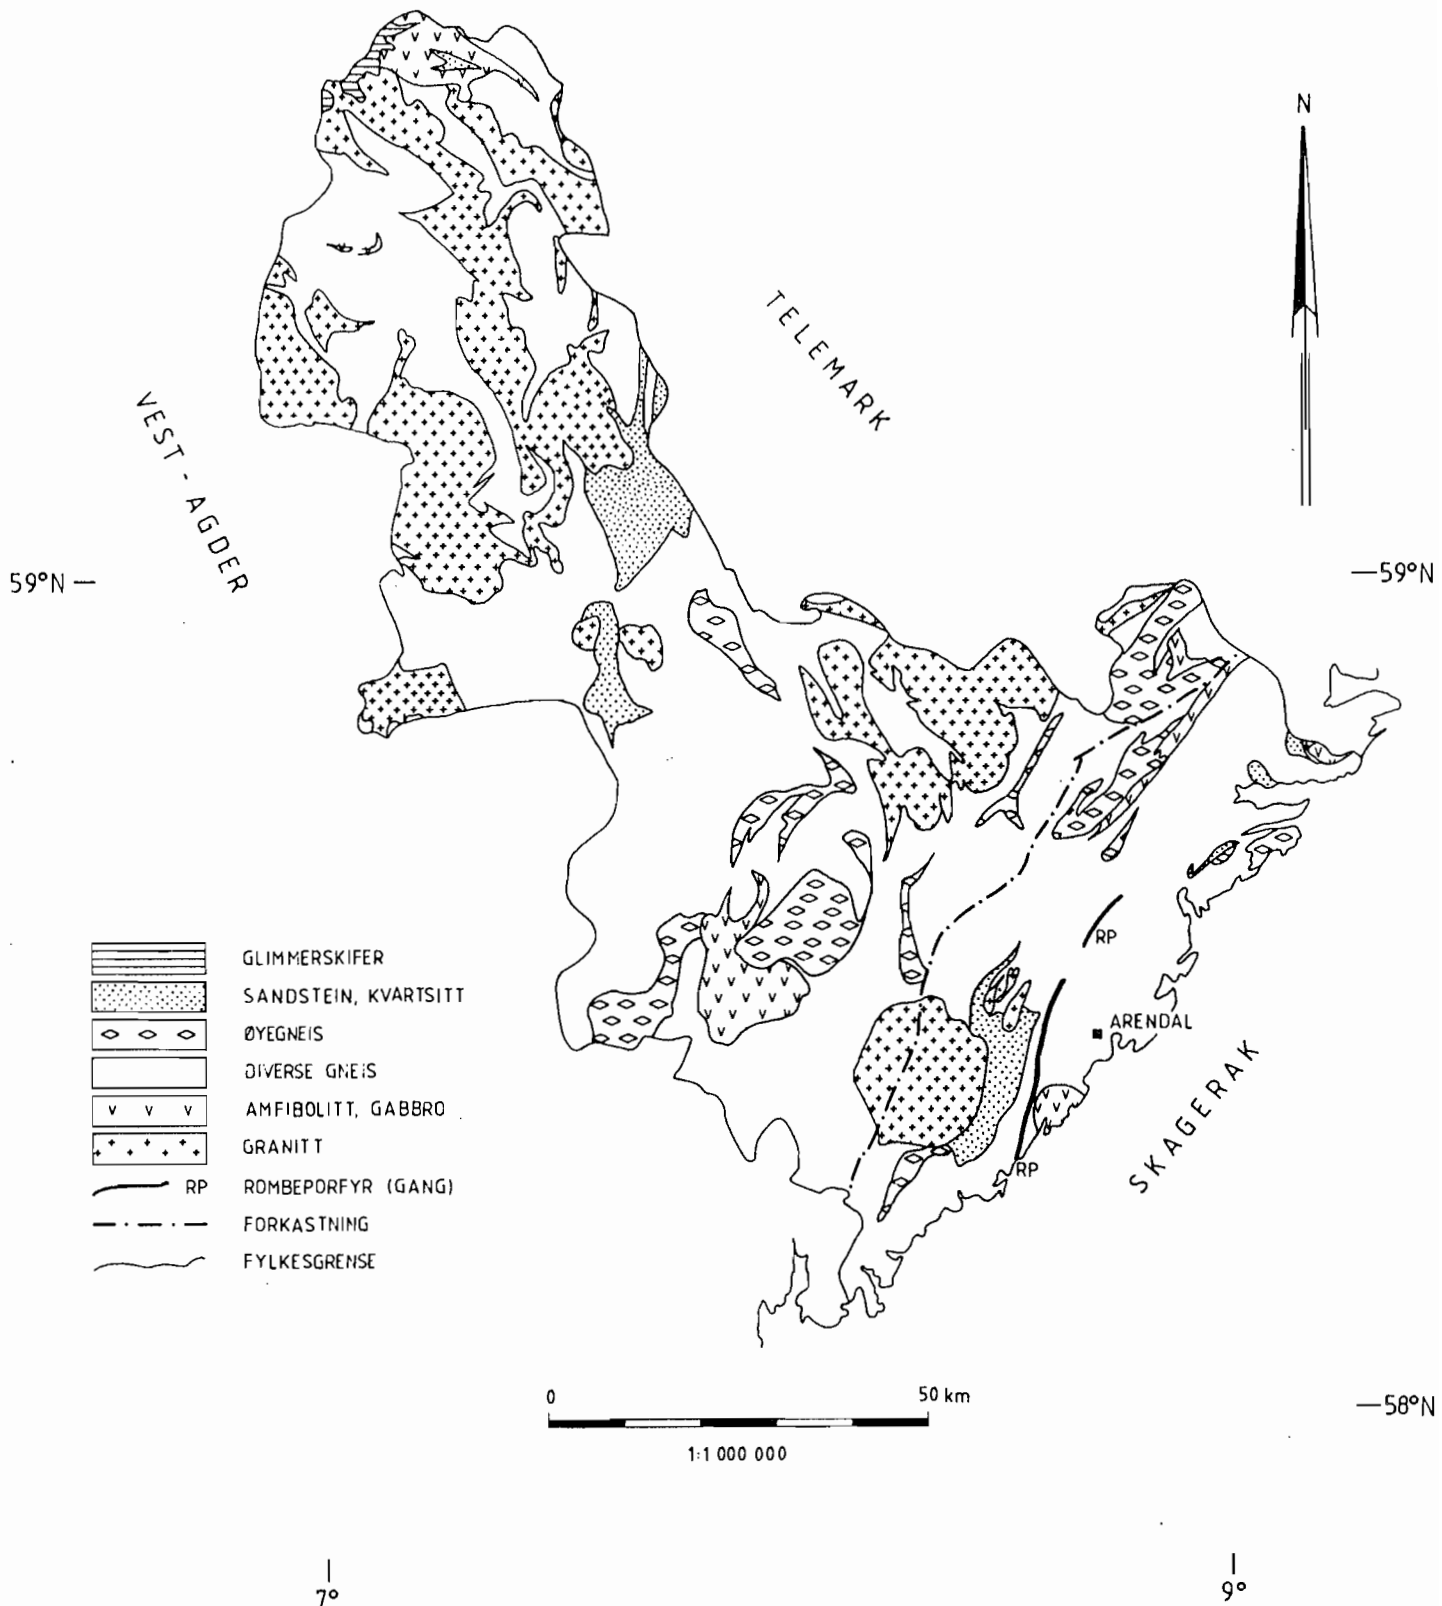 N
TELEMARK
VEST-AGDER
59°N —
—59°N
GLIMMERSKIFER
SANDSTEIN, KVARTSITT
ØYEGNEIS
DIVERSE GNEIS
AMFIBOLITT, GABBRO
GRANITT
RP ROMBEPORFYR (GANG)
FORKASTNING
FYLKESGRENSE
RP
ARENDAL
SKAGERAK
RP
0 50 km
1:1 000 000
—58°N
7° 9°